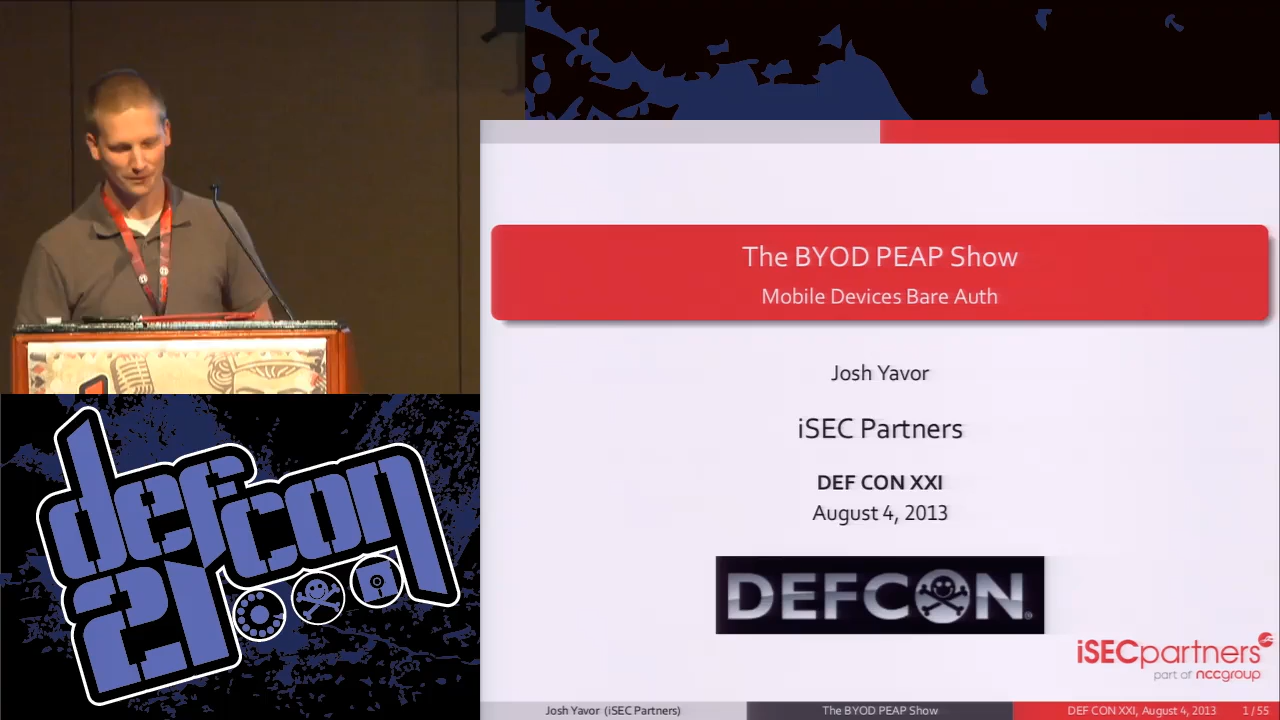 The BYOD PEAP Show
Mobile Devices Bare Auth
Josh Yavor
iSEC Partners
DEF CON XXI
August 4, 2013
DEFCON
®
iSECpartners
part of nccgroup
Josh Yavor (iSEC Partners)
The BYOD PEAP Show
DEF CON XXI, August 4, 2013
1 / 55
defcon
21